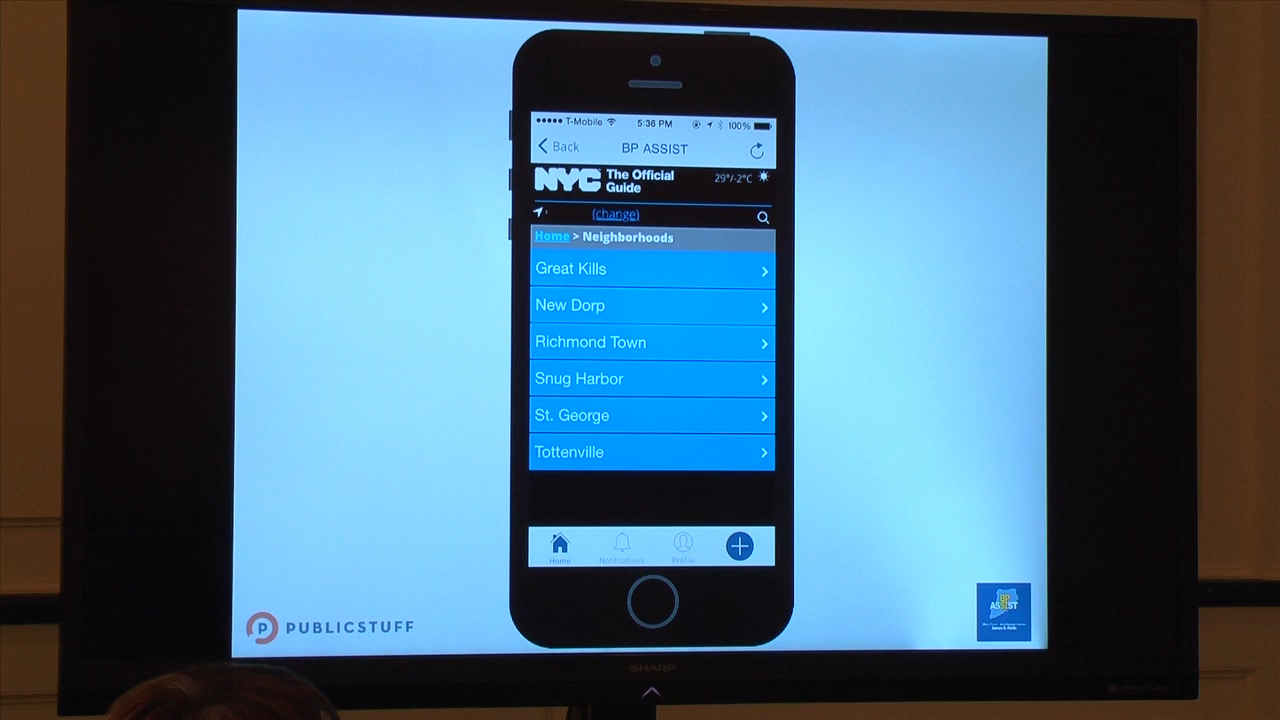 T-Mobile 5:36 PM 100%
Back BP ASSIST
NYC The Official Guide 29°/-2°C
(change)
Home > Neighborhoods
Great Kills
New Dorp
Richmond Town
Snug Harbor
St. George
Tottenville
Home Notifications Profile
P PUBLICSTUFF
BP ASSIST
SHARP